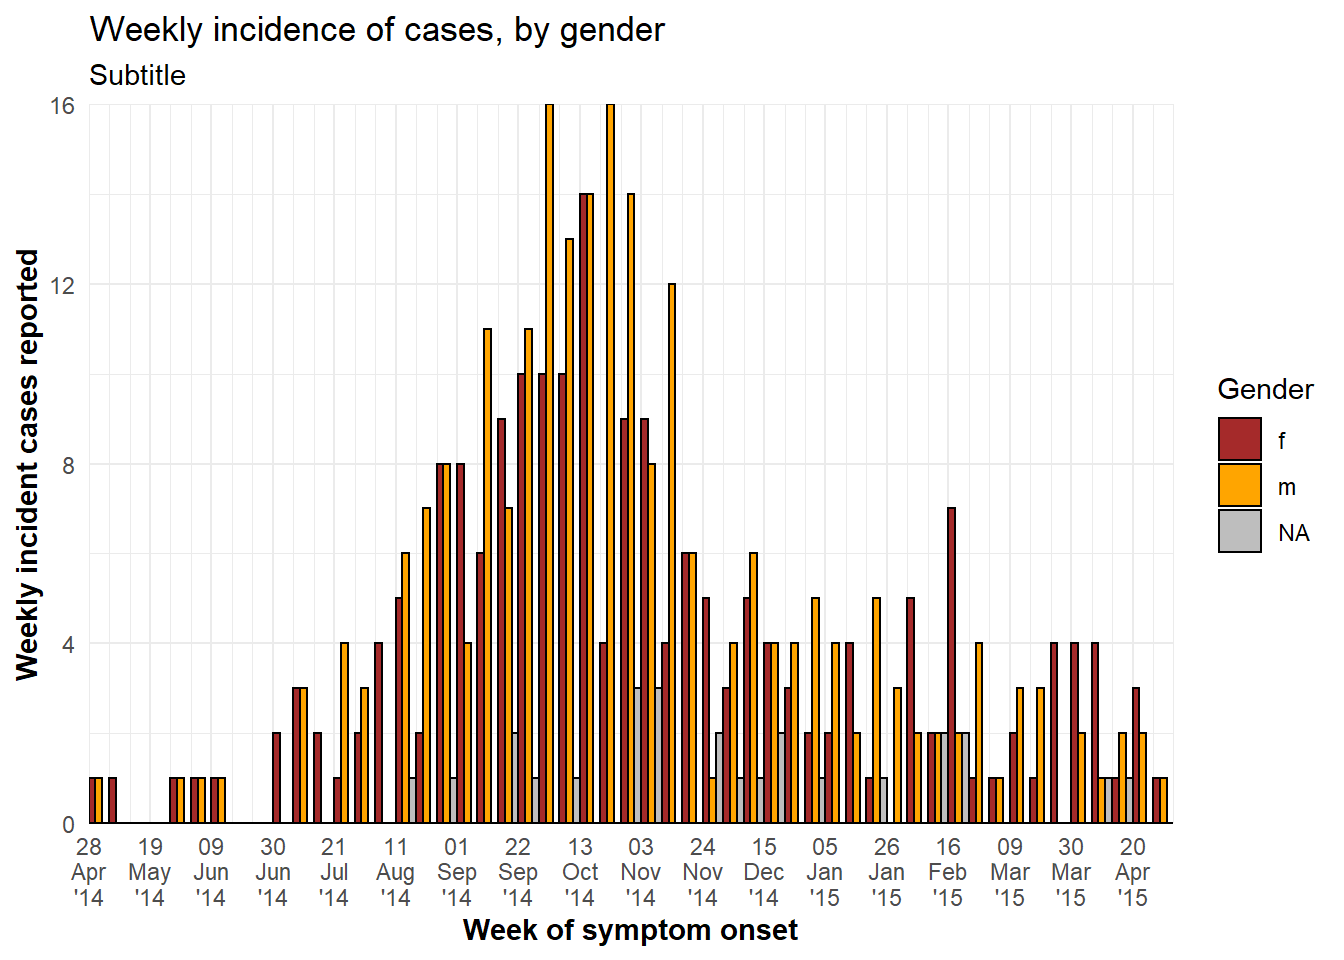 Weekly incidence of cases, by gender
Subtitle
Weekly incident cases reported
16
12
8
4
0
28 19 09 30 21 11 01 22 13 03 24 15 05 26 16 09 30 20
Apr May Jun Jun Jul Aug Sep Sep Oct Nov Nov Dec Jan Jan Feb Mar Mar Apr
'14 '14 '14 '14 '14 '14 '14 '14 '14 '14 '14 '14 '15 '15 '15 '15 '15 '15
Week of symptom onset
Gender
f
m
NA